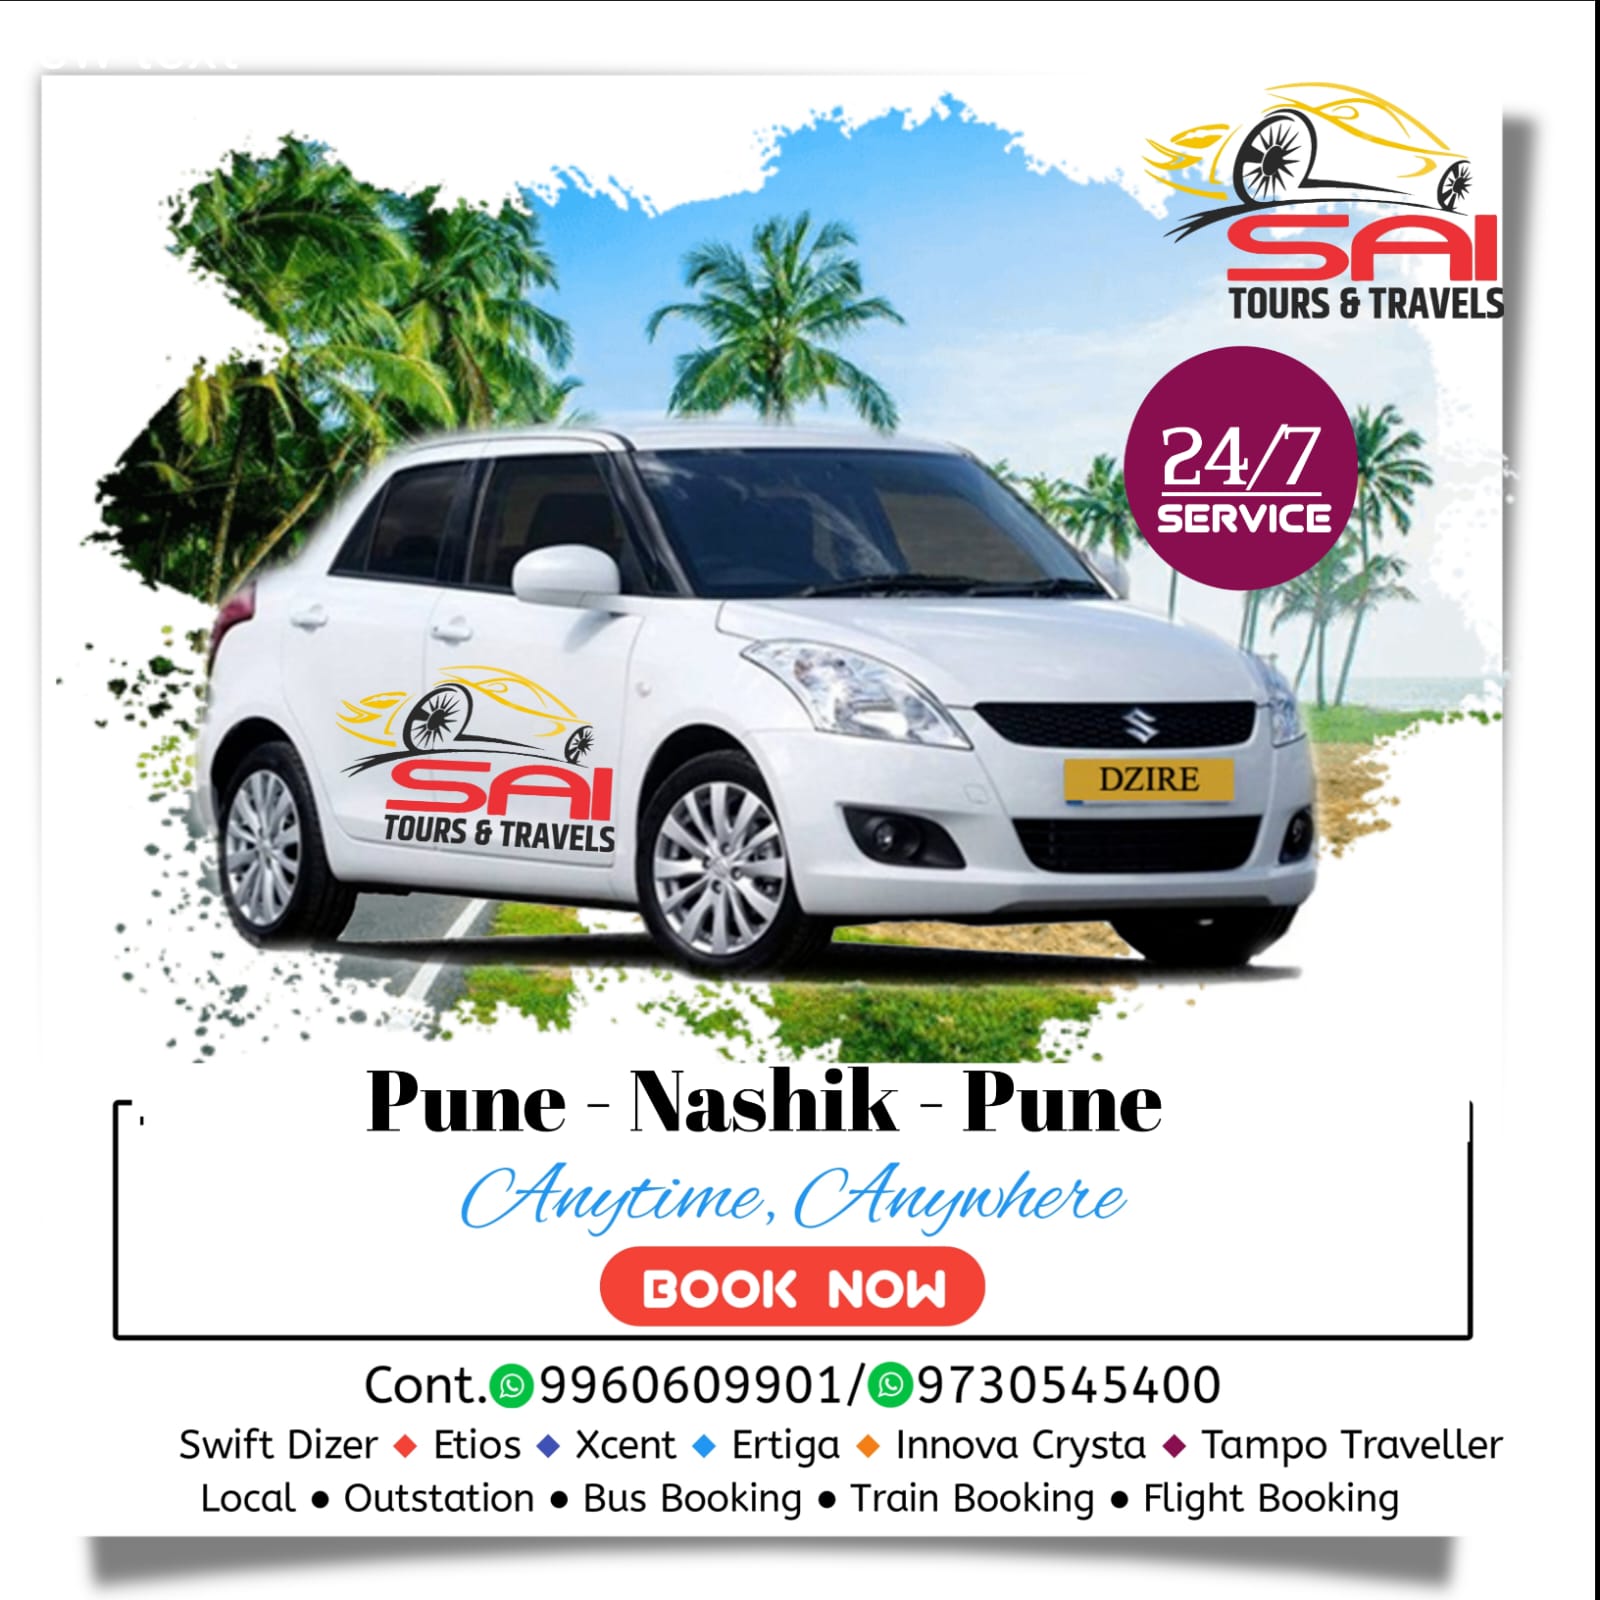 SAI
TOURS & TRAVELS
24/7
SERVICE
SAI
TOURS & TRAVELS
DZIRE
Pune - Nashik - Pune
Anytime, Anywhere
BOOK NOW
Cont. 9960609901/ 9730545400
Swift Dizer ◆ Etios ◆ Xcent ◆ Ertiga ◆ Innova Crysta ◆ Tampo Traveller
Local ● Outstation ● Bus Booking ● Train Booking ● Flight Booking